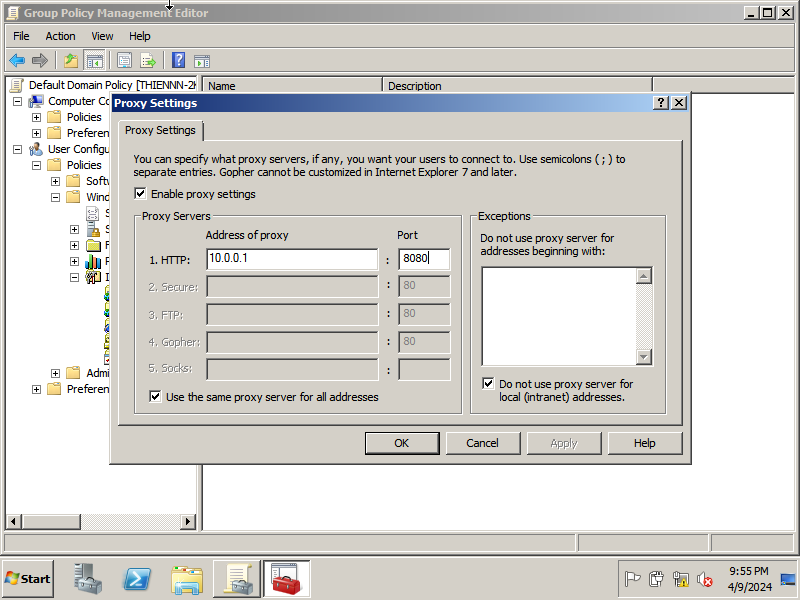 Group Policy Management Editor
File Action View Help
Default Domain Policy [THIENNN-2
Name Description
Computer Co
Policies
Preferen
User Configu
Policies
Softw
Wind
Admi
Preferen
Proxy Settings
Proxy Settings
You can specify what proxy servers, if any, you want your users to connect to. Use semicolons ( ; ) to
separate entries. Gopher cannot be customized in Internet Explorer 7 and later.
Enable proxy settings
Proxy Servers
Address of proxy Port
1. HTTP: 10.0.0.1 : 8080
2. Secure: : 80
3. FTP: : 80
4. Gopher: : 80
5. Socks: :
Use the same proxy server for all addresses
Exceptions
Do not use proxy server for
addresses beginning with:
Do not use proxy server for
local (intranet) addresses.
OK Cancel Apply Help
Start
9:55 PM
4/9/2024